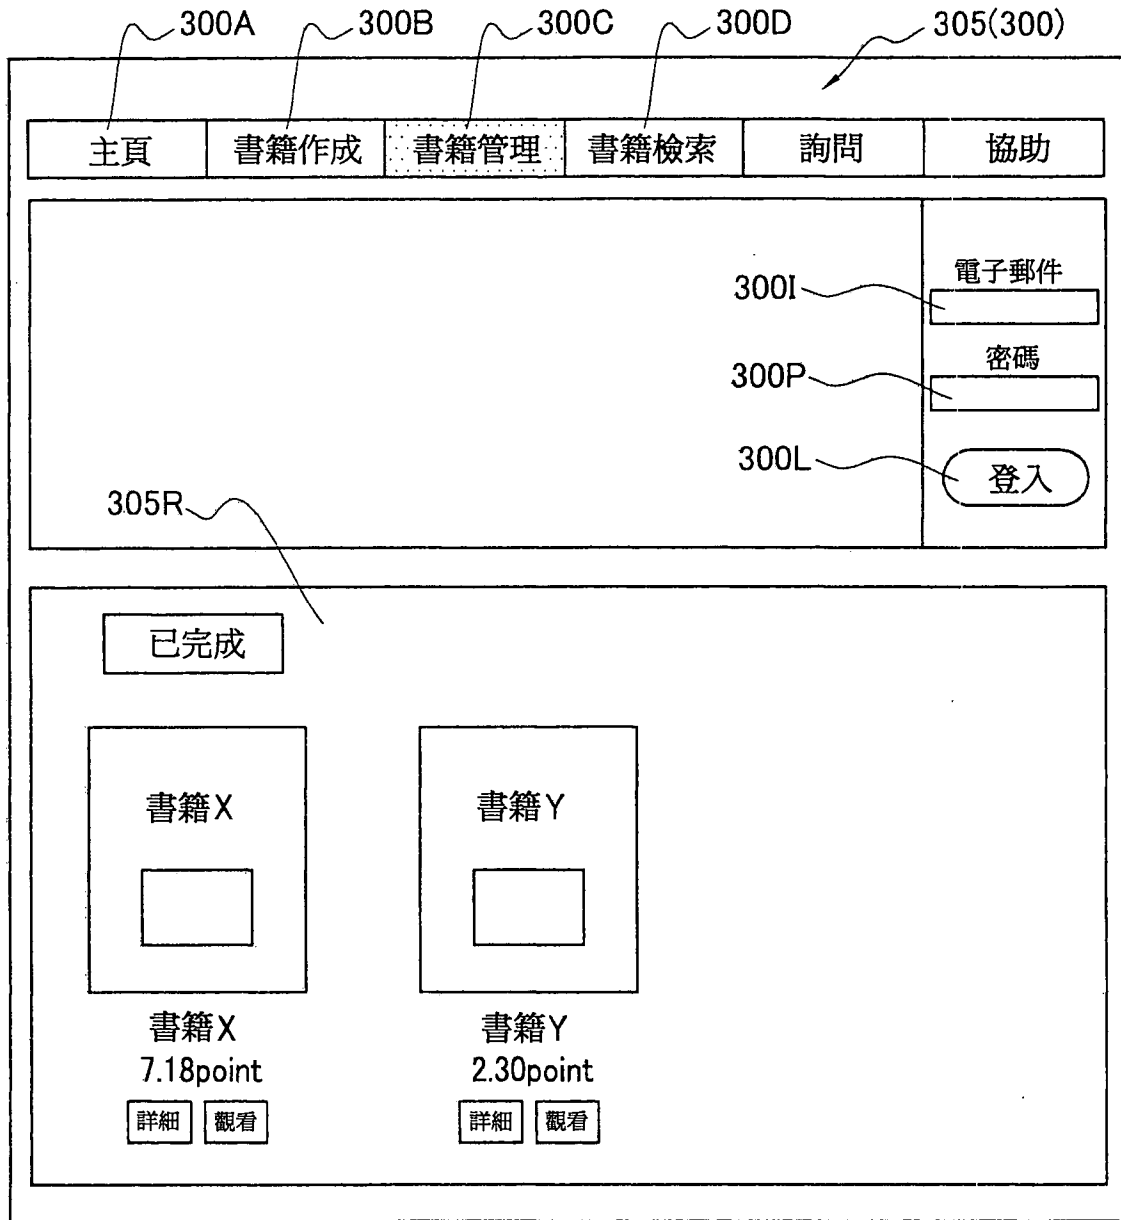 300A 300B 300C 300D 305(300)
主頁 書籍作成 書籍管理 書籍檢索 詢問 協助
電子郵件
300I
密碼
300P
300L 登入
305R
已完成
書籍X 書籍Y
書籍X 書籍Y
7.18point 2.30point
詳細 觀看 詳細 觀看